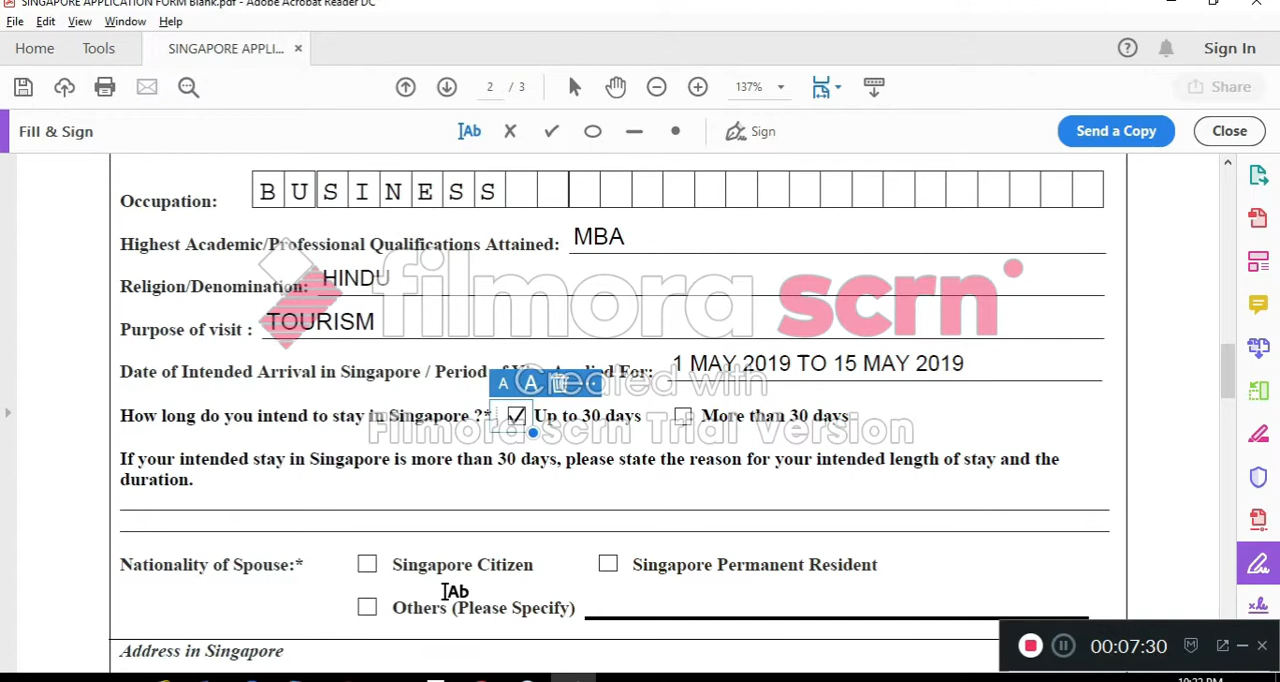 SINGAPORE APPLICATION FORM Blank.pdf - Adobe Acrobat Reader DC
File Edit View Window Help
Home Tools SINGAPORE APPLI... × Sign In
2 / 3 137% Share
Fill & Sign Ab Sign Send a Copy Close
Occupation: BUSINESS
Highest Academic/Professional Qualifications Attained: MBA
Religion/Denomination: HINDU
filmora scrn
Purpose of visit : TOURISM
Date of Intended Arrival in Singapore / Period of Applied For: 1 MAY 2019 TO 15 MAY 2019
A A
Created with
How long do you intend to stay in Singapore ?* Up to 30 days More than 30 days
Filmora Scrn Trial Version
If your intended stay in Singapore is more than 30 days, please state the reason for your intended length of stay and the
duration.
Nationality of Spouse:* Singapore Citizen Singapore Permanent Resident
Ab
Others (Please Specify)
Address in Singapore
00:07:30